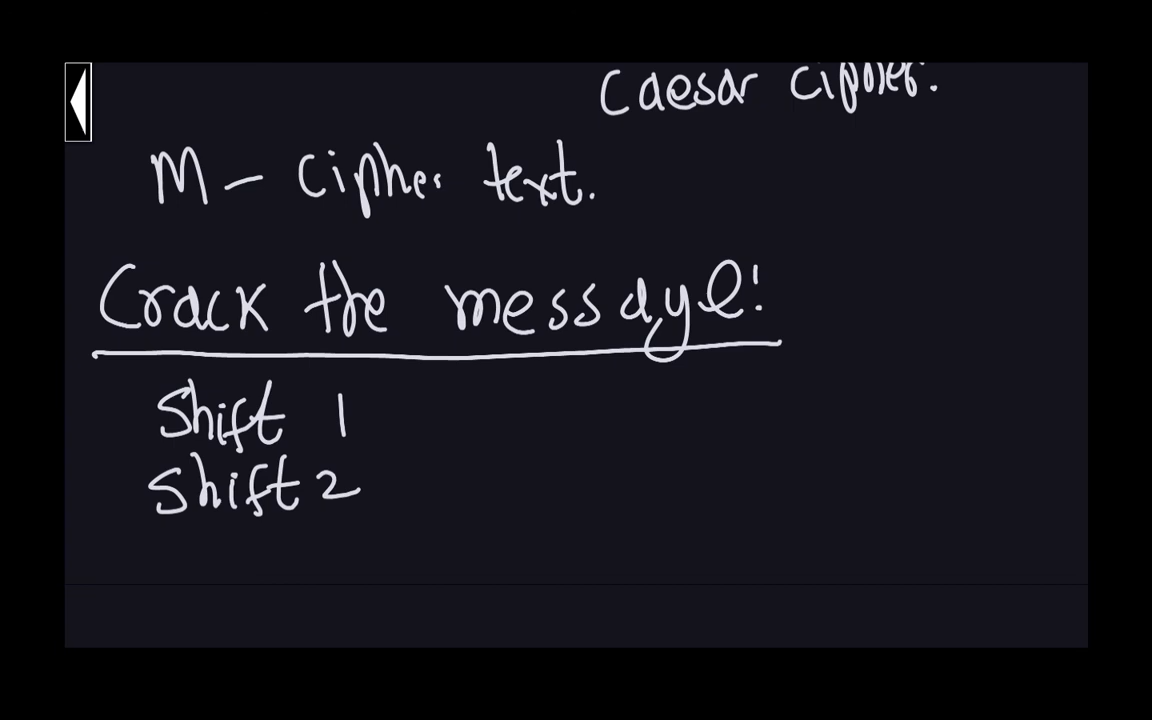 Caesar Cipher.
M - Cipher text.
Crack the message!
Shift 1
Shift 2